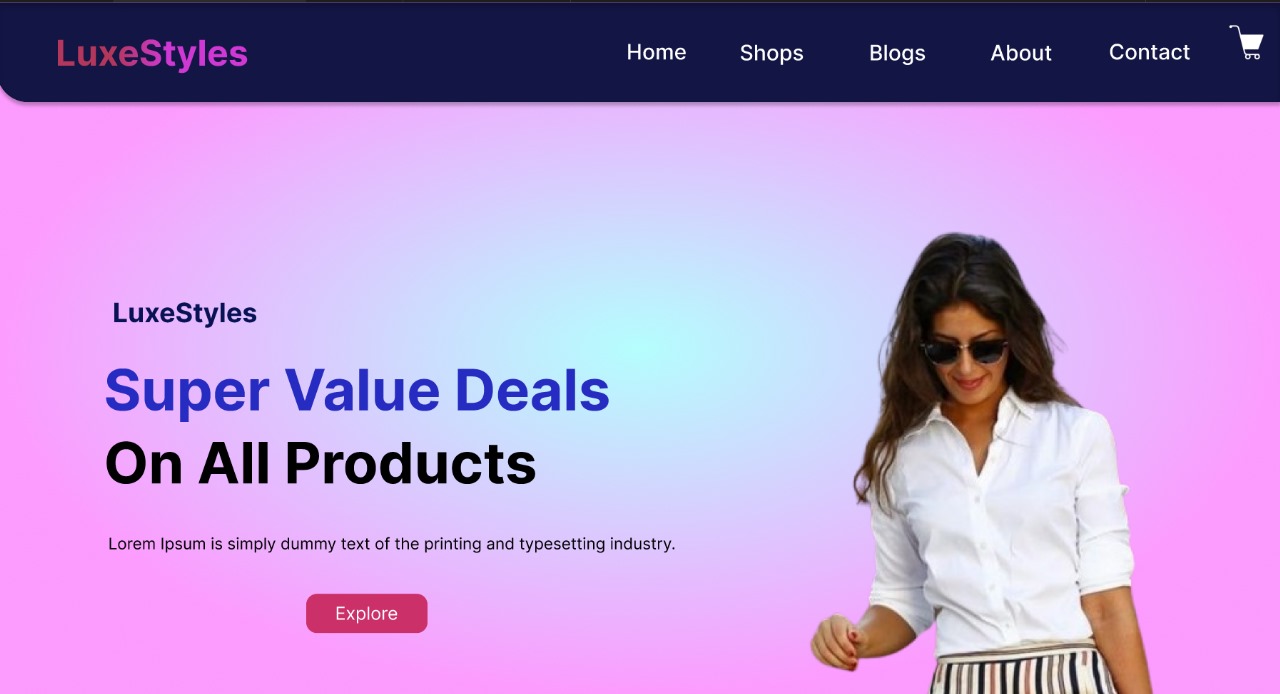 LuxeStyles
Home Shops Blogs About Contact
LuxeStyles
Super Value Deals
On All Products
Lorem Ipsum is simply dummy text of the printing and typesetting industry.
Explore